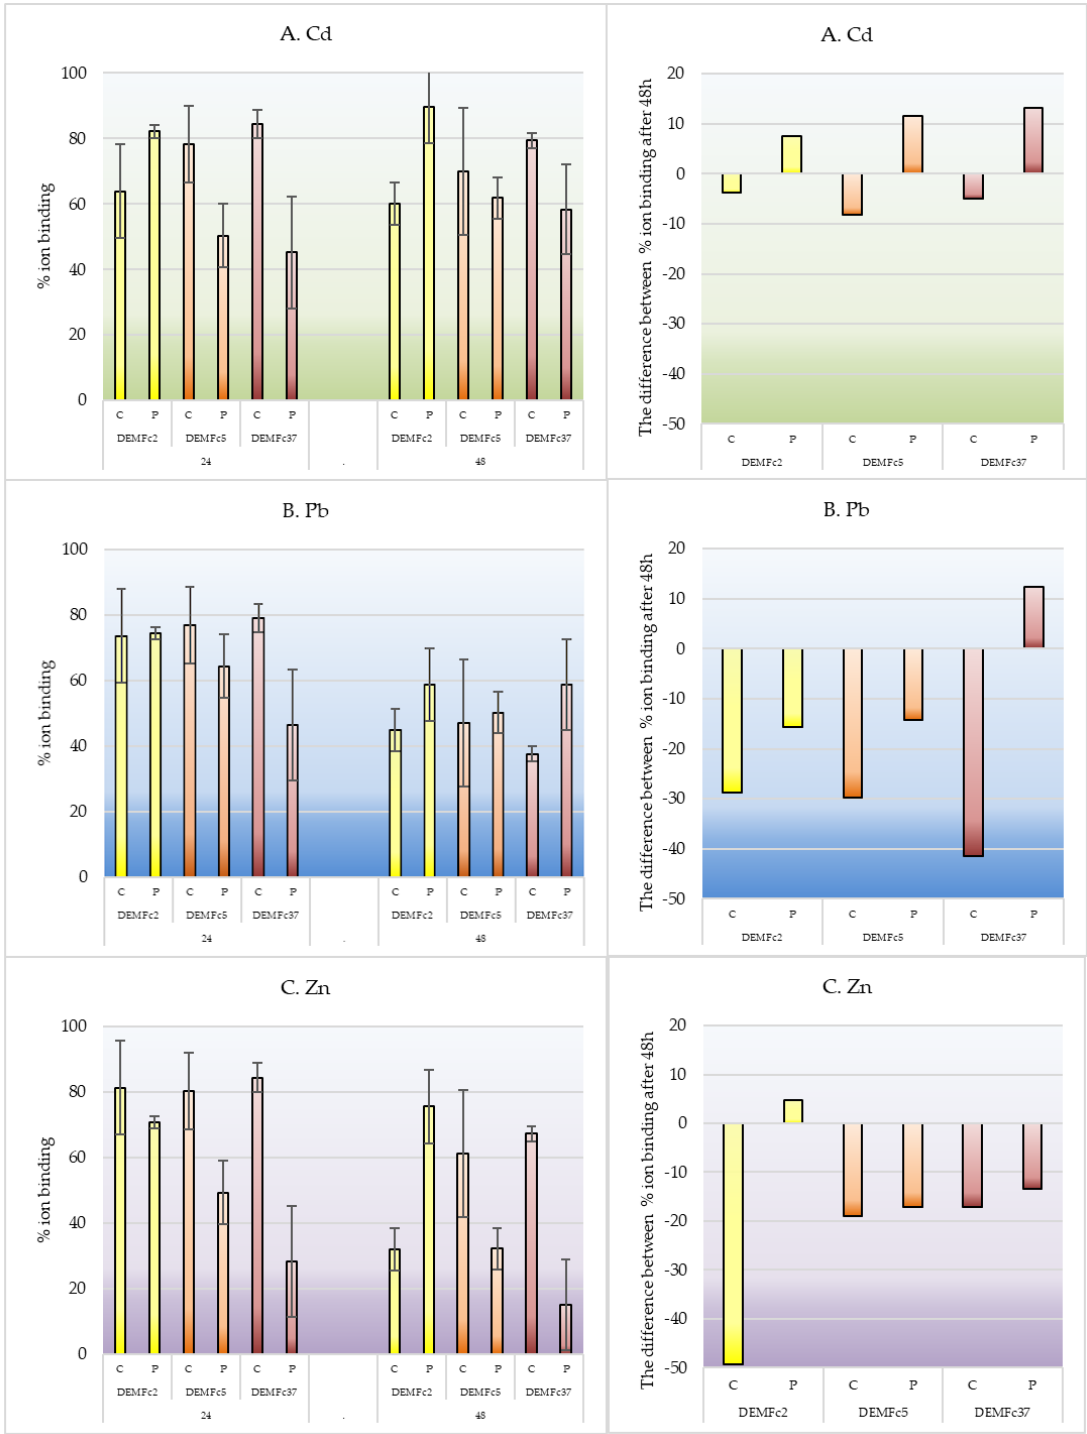 A. Cd
% ion binding
100
80
60
40
20
0
C P C P C P C P C P C P
DEMFc2 DEMFc5 DEMFc37 DEMFc2 DEMFc5 DEMFc37
24 . 48
A. Cd
The difference between % ion binding after 48h
20
10
0
-10
-20
-30
-40
-50
C P C P C P
DEMFc2 DEMFc5 DEMFc37
B. Pb
% ion binding
100
80
60
40
20
0
C P C P C P C P C P C P
DEMFc2 DEMFc5 DEMFc37 DEMFc2 DEMFc5 DEMFc37
24 . 48
B. Pb
The difference between % ion binding after 48h
20
10
0
-10
-20
-30
-40
-50
C P C P C P
DEMFc2 DEMFc5 DEMFc37
C. Zn
% ion binding
100
80
60
40
20
0
C P C P C P C P C P C P
DEMFc2 DEMFc5 DEMFc37 DEMFc2 DEMFc5 DEMFc37
24 . 48
C. Zn
The difference between % ion binding after 48h
20
10
0
-10
-20
-30
-40
-50
C P C P C P
DEMFc2 DEMFc5 DEMFc37